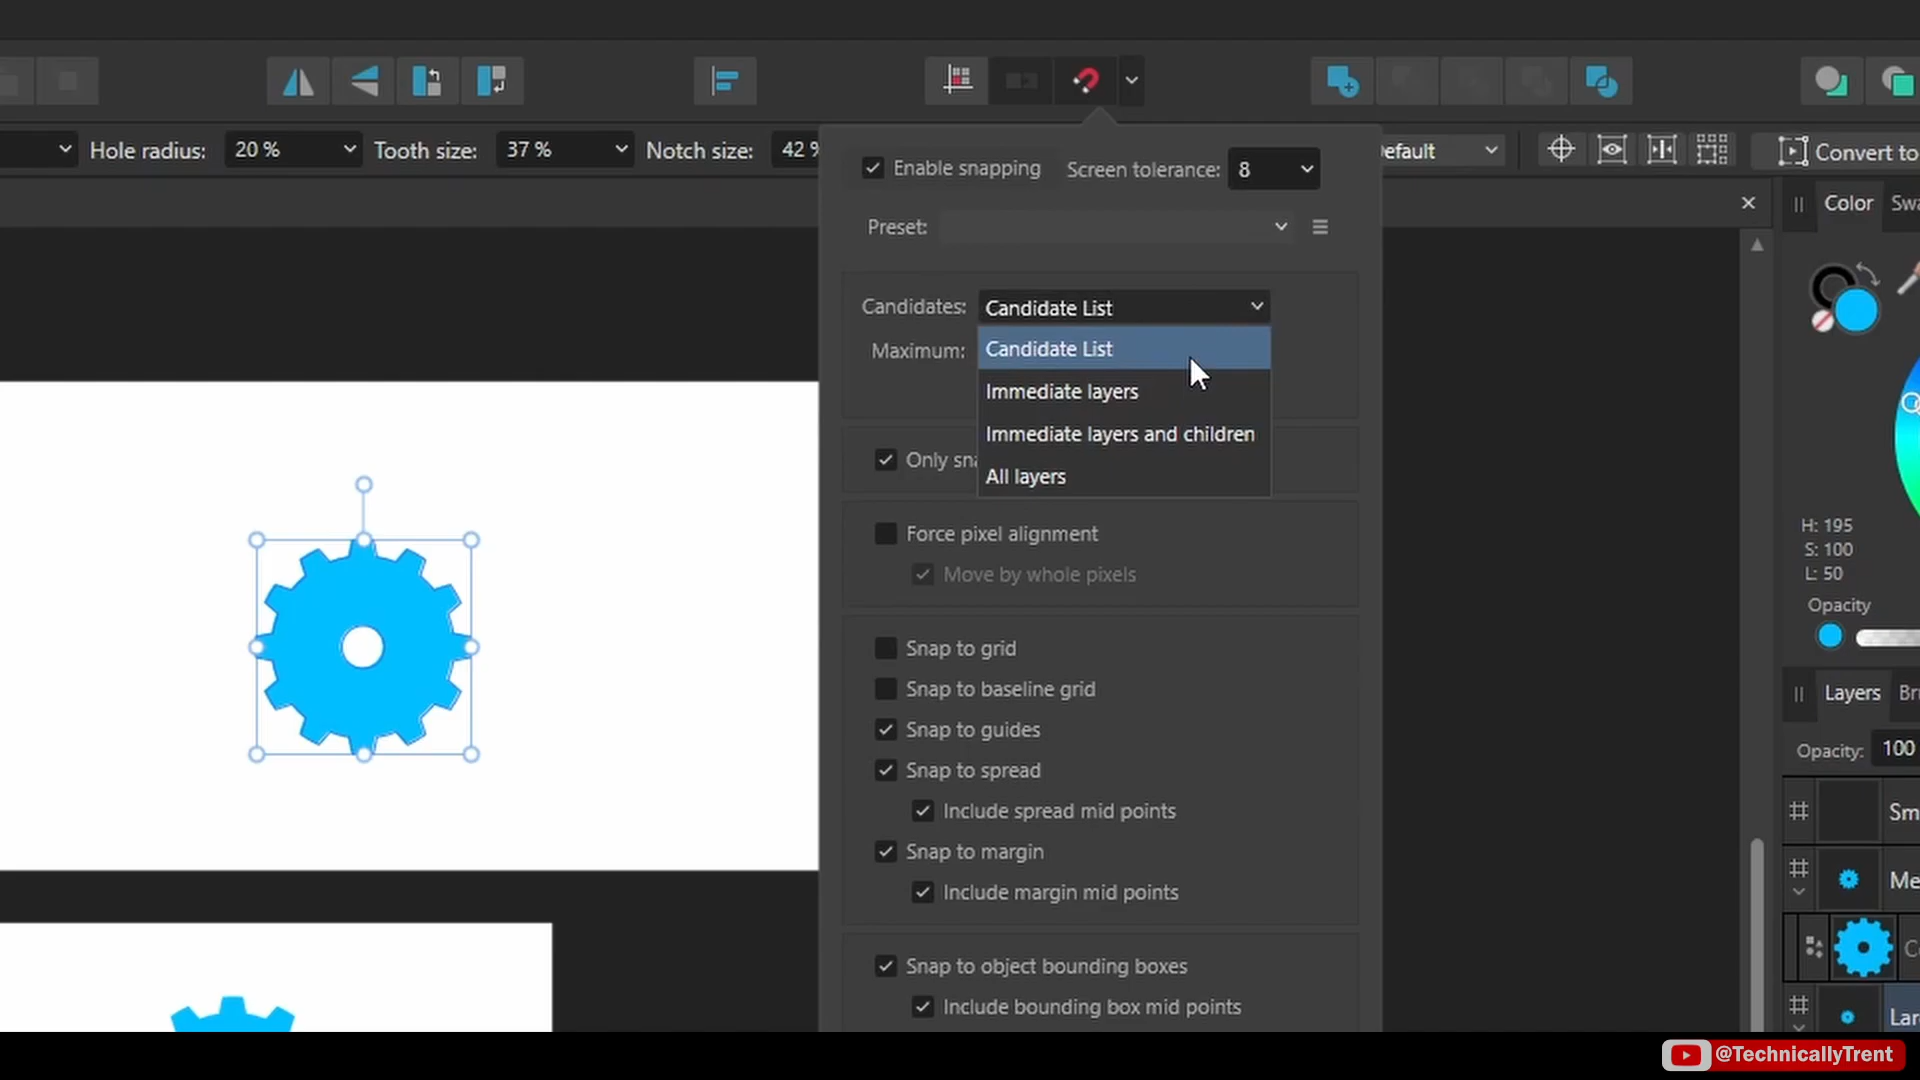 Hole radius: 20 % Tooth size: 37 % Notch size: 42 %
Convert to
Enable snapping Screen tolerance: 8
Preset:
Candidates: Candidate List
Maximum:
Candidate List
Immediate layers
Immediate layers and children
All layers
Only
Force pixel alignment
Move by whole pixels
Snap to grid
Snap to baseline grid
Snap to guides
Snap to spread
Include spread mid points
Snap to margin
Include margin mid points
Snap to object bounding boxes
Include bounding box mid points
Color
H: 195
S: 100
L: 50
Opacity
Layers
Opacity: 100
@TechnicallyTrent